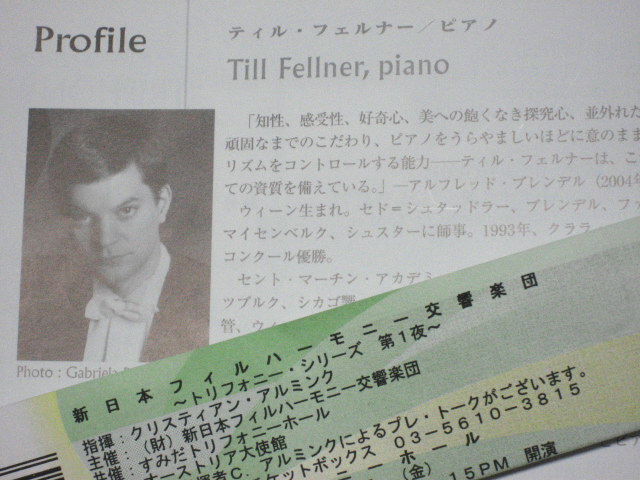 Profile
ティル・フェルナー／ピアノ
Till Fellner, piano
「知性、感受性、好奇心、美への飽くなき探究心、並外れた
頑固なまでのこだわり、ピアノをうらやましいほどに意のまま
リズムをコントロールする能力――ティル・フェルナーは、こ
ての資質を備えている。」―アルフレッド・ブレンデル（2004年
ウィーン生まれ。セド＝シュタッドラー、ブレンデル、ファ
マイセンベルク、シュスターに師事。1993年、クララ
コンクール優勝。
セント・マーチン・アカデミ
ツブルク、シカゴ響
管、ウィ
Photo : Gabriela
新日本フィルハーモニー交響楽団
～トリフォニー・シリーズ 第1夜～
指揮：クリスティアン・アルミンク
主催：（財）新日本フィルハーモニー交響楽団
共催：すみだトリフォニーホール
オーストリア大使館
揮者C．アルミンクによるプレ・トークがございます。
ケットボックス 03-5610-3815
ニーホール
（金）
15PM 開演